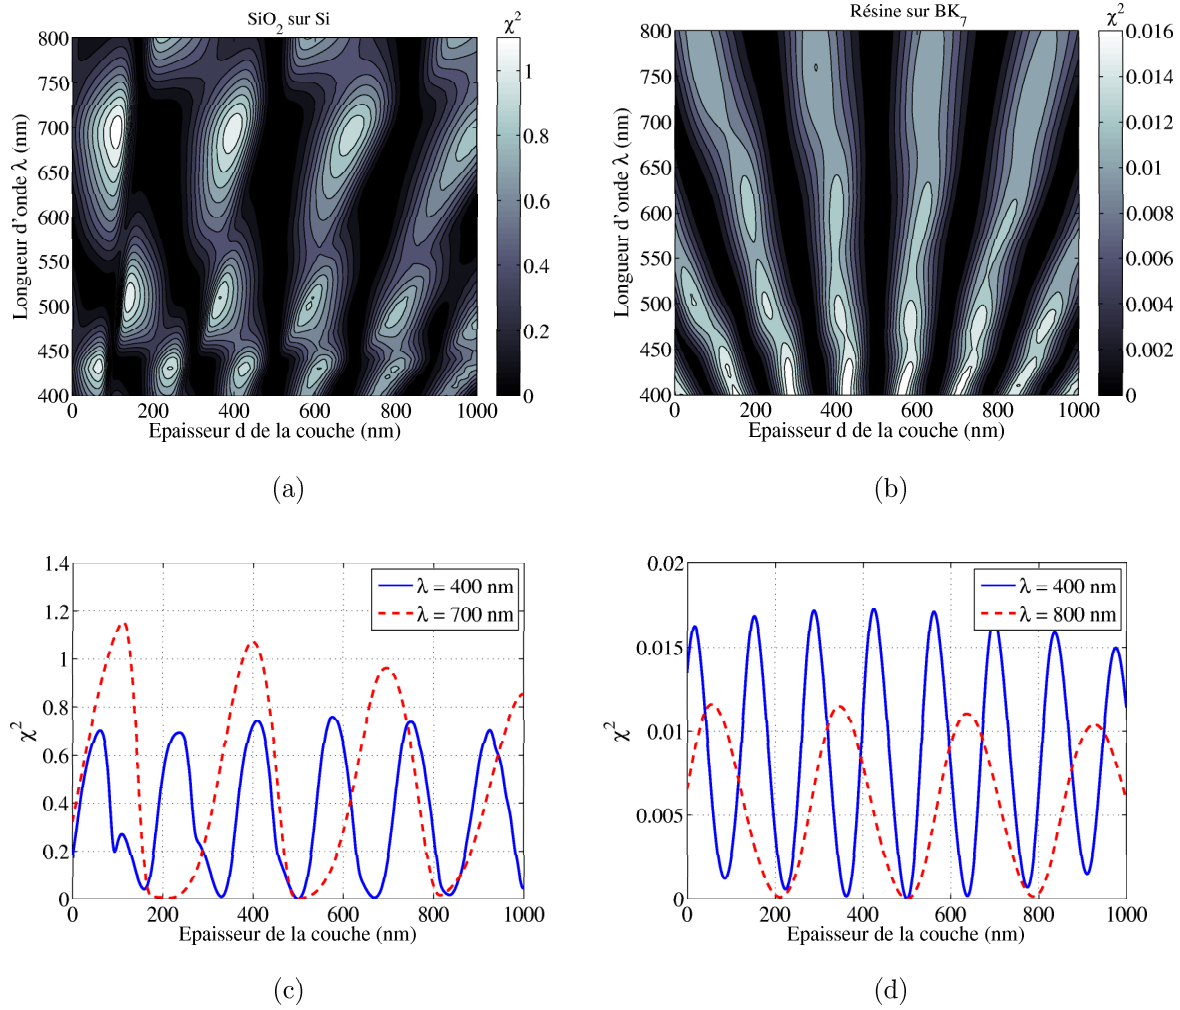 SiO2 sur Si
χ2
800
750
700
650
600
550
500
450
400
Longueur d'onde λ (nm)
0 200 400 600 800 1000
Epaisseur d de la couche (nm)
1
0.8
0.6
0.4
0.2
0
(a)
Résine sur BK7
χ2
800
750
700
650
600
550
500
450
400
Longueur d'onde λ (nm)
0 200 400 600 800 1000
Epaisseur d de la couche (nm)
0.016
0.014
0.012
0.01
0.008
0.006
0.004
0.002
0
(b)
1.4
1.2
1
0.8
0.6
0.4
0.2
0
χ2
λ = 400 nm
λ = 700 nm
0 200 400 600 800 1000
Epaisseur de la couche (nm)
(c)
0.02
0.015
0.01
0.005
0
χ2
λ = 400 nm
λ = 800 nm
0 200 400 600 800 1000
Epaisseur de la couche (nm)
(d)